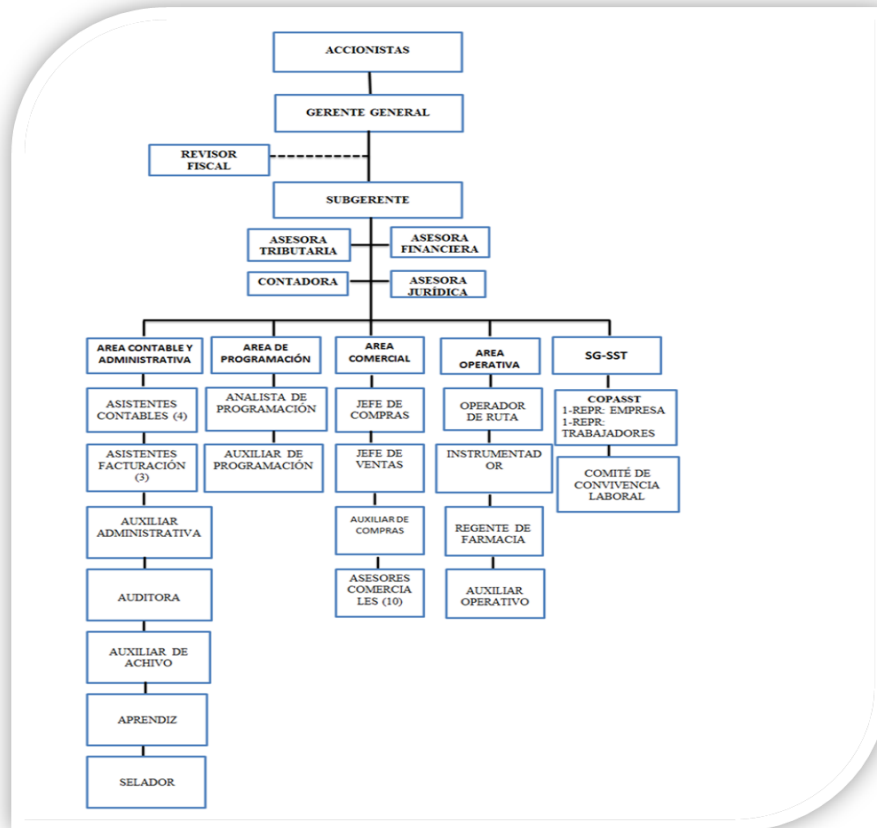 ACCIONISTAS
GERENTE GENERAL
REVISOR
FISCAL
SUBGERENTE
ASESORA
TRIBUTARIA
ASESORA
FINANCIERA
CONTADORA
ASESORA
JURÍDICA
AREA CONTABLE Y
ADMINISTRATIVA
AREA DE
PROGRAMACIÓN
AREA
COMERCIAL
AREA
OPERATIVA
SG-SST
ASISTENTES
CONTABLES (4)
ASISTENTES
FACTURACIÓN
(3)
AUXILIAR
ADMINISTRATIVA
AUDITORA
AUXILIAR DE
ACHIVO
APRENDIZ
SELADOR
ANALISTA DE
PROGRAMACIÓN
AUXILIAR DE
PROGRAMACIÓN
JEFE DE
COMPRAS
JEFE DE
VENTAS
AUXILIAR DE
COMPRAS
ASESORES
COMERCIA
LES (10)
OPERADOR
DE RUTA
INSTRUMENTAD
OR
REGENTE DE
FARMACIA
AUXILIAR
OPERATIVO
COPASST
1-REPR: EMPRESA
1-REPR:
TRABAJADORES
COMITÉ DE
CONVIVENCIA
LABORAL